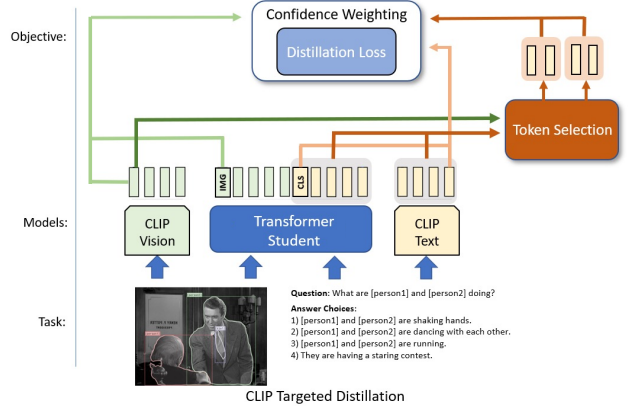 Objective:
Confidence Weighting
Distillation Loss
Token Selection
IMG
CLS
Models:
CLIP
Vision
Transformer
Student
CLIP
Text
Task:
Question: What are [person1] and [person2] doing?
Answer Choices:
1) [person1] and [person2] are shaking hands.
2) [person1] and [person2] are dancing with each other.
3) [person1] and [person2] are running.
4) They are having a staring contest.
CLIP Targeted Distillation